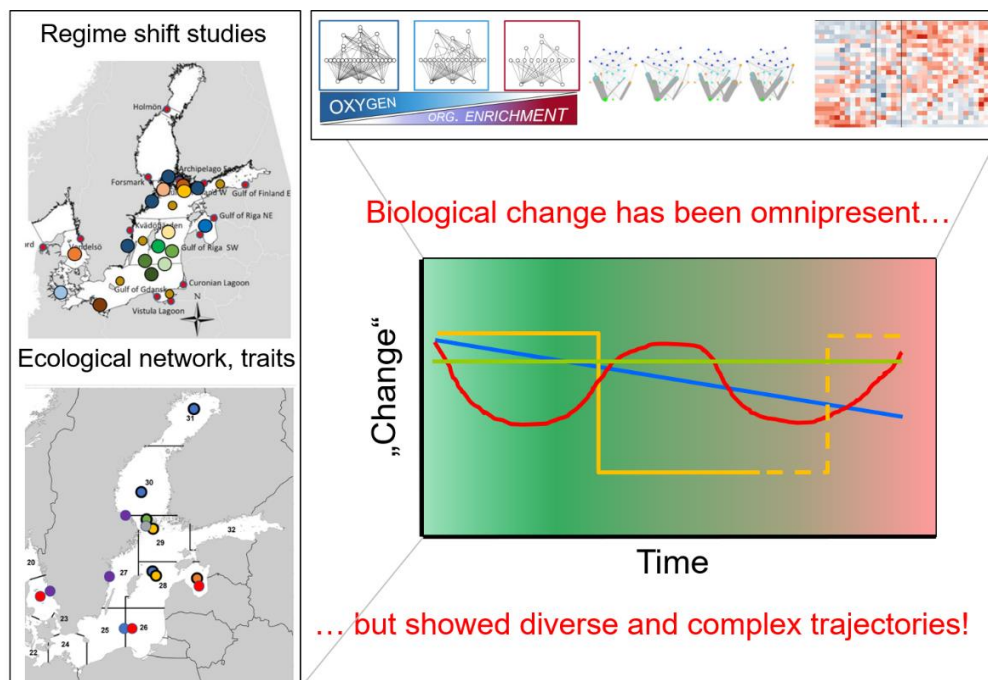 Regime shift studies
Holmön
Archipelago Sea
Forsmark
Gulf of Finland E
Gulf of Riga NE
Kvädöfjärden
Gulf of Riga SW
Vendelsö
Curonian Lagoon
Gulf of Gdansk
Vistula Lagoon
N
Ecological network, traits
31
30
32
29
20
27
28
23
25
26
24
22
OXYGEN
ORG. ENRICHMENT
Biological change has been omnipresent…
„Change“
Time
… but showed diverse and complex trajectories!